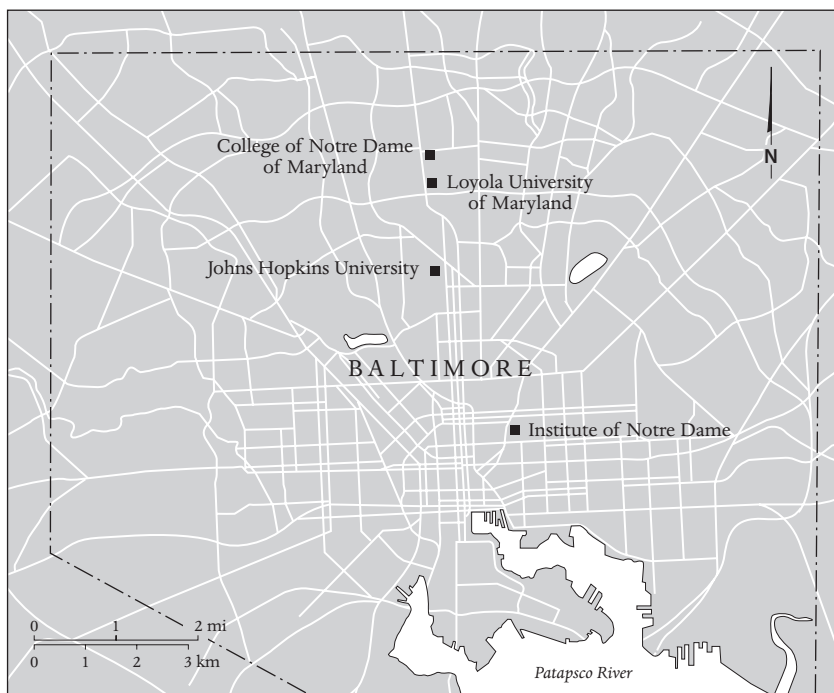 College of Notre Dame
of Maryland
N
Loyola University
of Maryland
Johns Hopkins University
BALTIMORE
Institute of Notre Dame
0 1 2 mi
0 1 2 3 km
Patapsco River